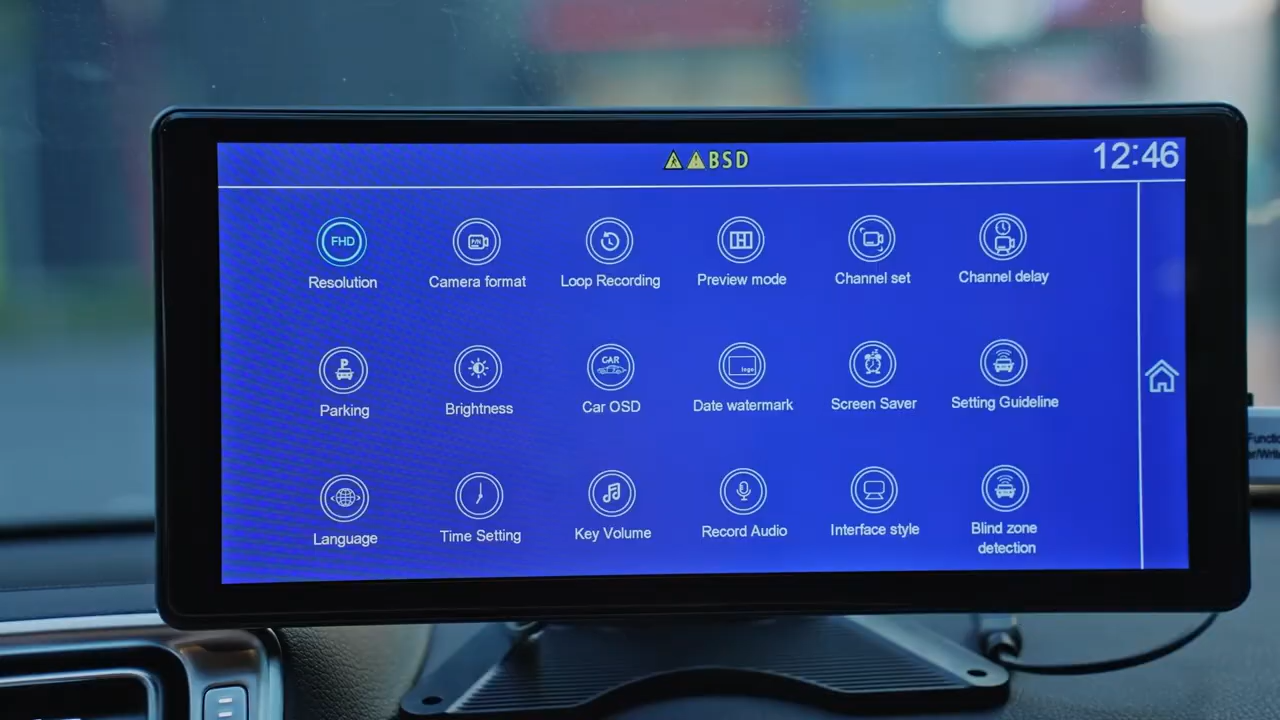 BSD
12:46
FHD
Resolution
Camera format
Loop Recording
Preview mode
Channel set
Channel delay
P
Parking
Brightness
CAR
Car OSD
logo
Date watermark
Screen Saver
Setting Guideline
Language
Time Setting
Key Volume
Record Audio
Interface style
Blind zone
detection